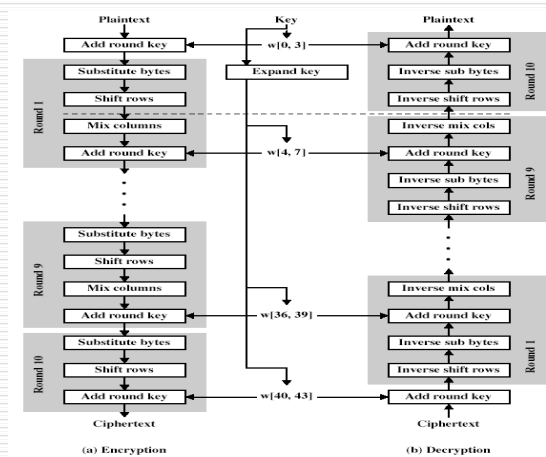 Plaintext Key Plaintext
Add round key w[0, 3] Add round key
Substitute bytes Expand key Inverse sub bytes
Shift rows Inverse shift rows
Round 1 Round 10
Mix columns Inverse mix cols
Add round key w[4, 7] Add round key
Inverse sub bytes
Round 9
Inverse shift rows
Substitute bytes
Shift rows
Round 9
Mix columns Inverse mix cols
Add round key w[36, 39] Add round key
Substitute bytes Inverse sub bytes
Round 10 Round 1
Shift rows Inverse shift rows
Add round key w[40, 43] Add round key
Ciphertext Ciphertext
(a) Encryption (b) Decryption